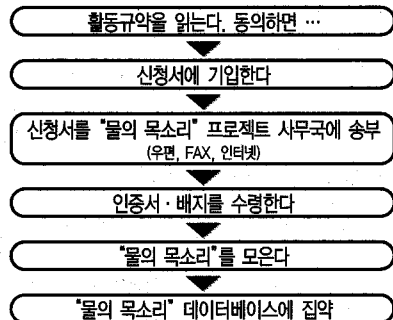 활동규약을 읽는다. 동의하면 …
신청서에 기입한다
신청서를 "물의 목소리" 프로젝트 사무국에 송부
(우편, FAX, 인터넷)
인증서 · 배지를 수령한다
"물의 목소리"를 모은다
"물의 목소리" 데이터베이스에 집약